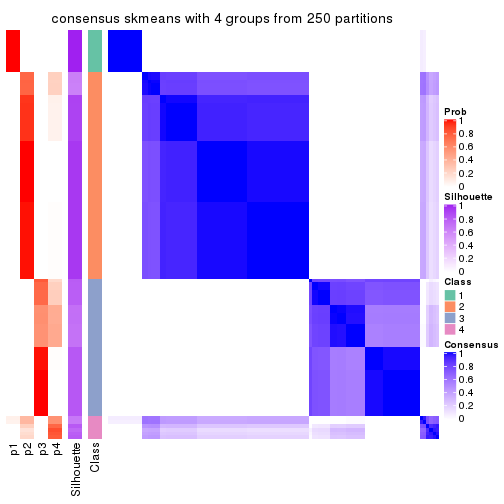 consensus skmeans with 4 groups from 250 partitions
Prob
1
0.8
0.6
0.4
0.2
0
Silhouette
1
0.8
0.6
0.4
0.2
0
Class
1
2
3
4
Consensus
1
0.8
0.6
0.4
0.2
0
p1
p2
p3
p4
Silhouette
Class